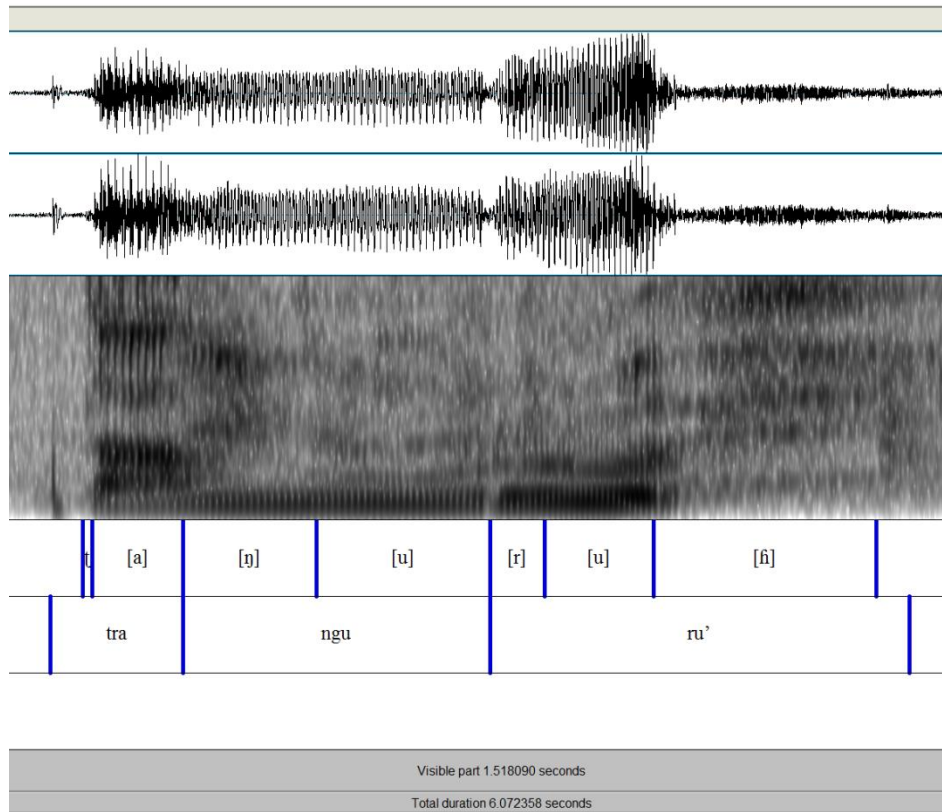 ʈ [a] [ŋ] [u] [r] [u] [ɦ]
tra ngu ru’
Visible part 1.518090 seconds
Total duration 6.072358 seconds